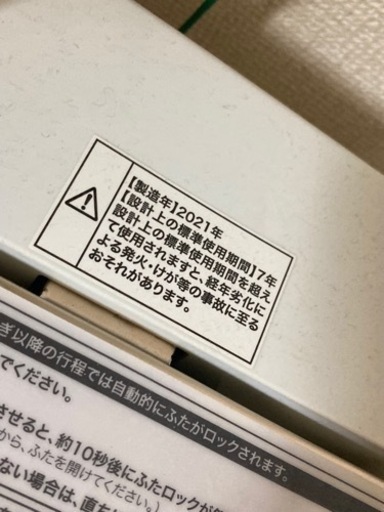 【製造年】2021年
【設計上の標準使用期間】7年
設計上の標準使用期間を超え
て使用されますと、経年劣化に
よる発火・けが等の事故に至る
おそれがあります。
ぎ以降の行程では自動的にふたがロックされます。
でください。
させると、約10秒後にふたロックが
から、ふたを開けてください。)
ない場合は、直ち